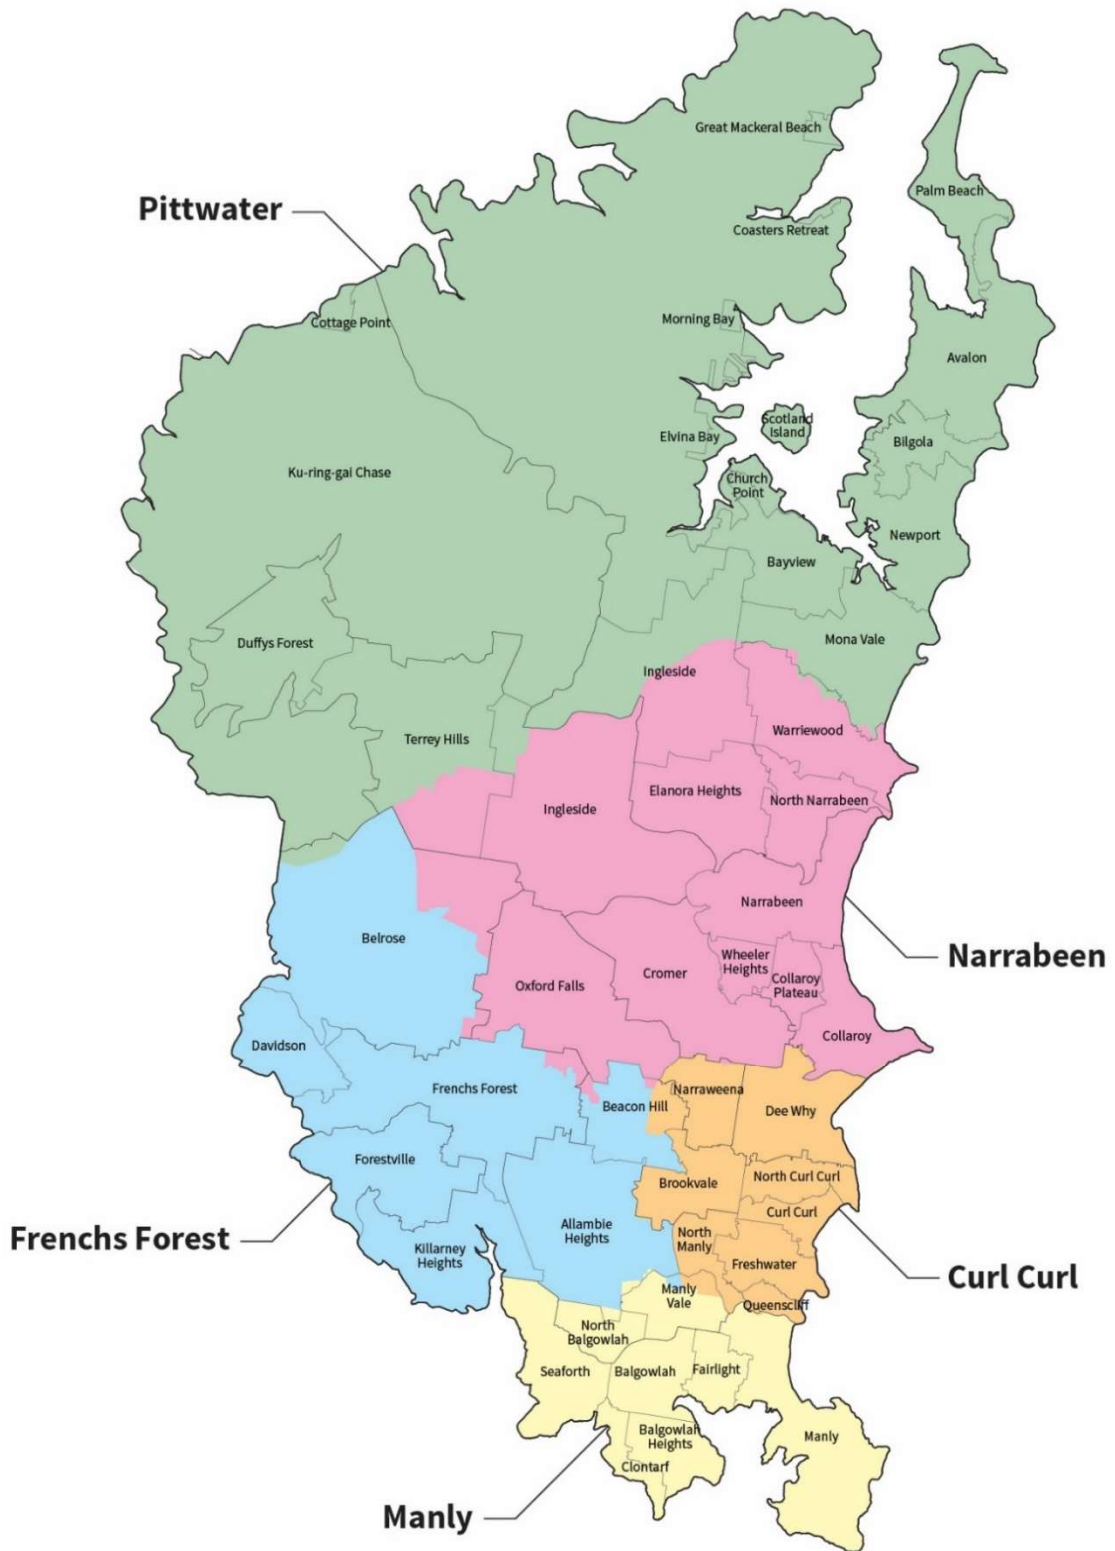 Great Mackeral Beach
Palm Beach
Pittwater
Coasters Retreat
Cottage Point
Morning Bay
Avalon
Scotland
Island
Elvina Bay
Bilgola
Ku-ring-gai Chase
Church
Point
Newport
Bayview
Duffys Forest
Mona Vale
Ingleside
Warriewood
Terrey Hills
Elanora Heights
North Narrabeen
Ingleside
Narrabeen
Belrose
Narrabeen
Wheeler
Heights
Cromer
Collaroy
Plateau
Oxford Falls
Collaroy
Davidson
Frenchs Forest
Narraweena
Beacon Hill
Dee Why
Forestville
North Curl Curl
Brookvale
Curl Curl
Allambie
Heights
North
Manly
Frenchs Forest
Killarney
Heights
Freshwater
Curl Curl
Manly
Vale
Queenscliff
North
Balgowlah
Seaforth
Balgowlah
Fairlight
Balgowlah
Heights
Manly
Clontarf
Manly